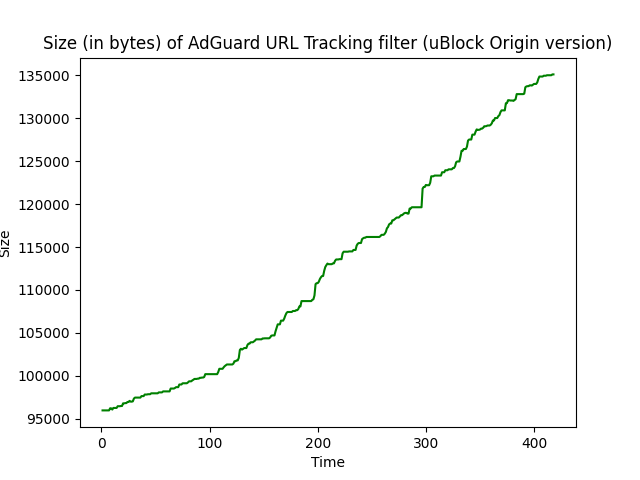 Size (in bytes) of AdGuard URL Tracking filter (uBlock Origin version)
135000
130000
125000
120000
115000
110000
105000
100000
95000
Size
0 100 200 300 400
Time